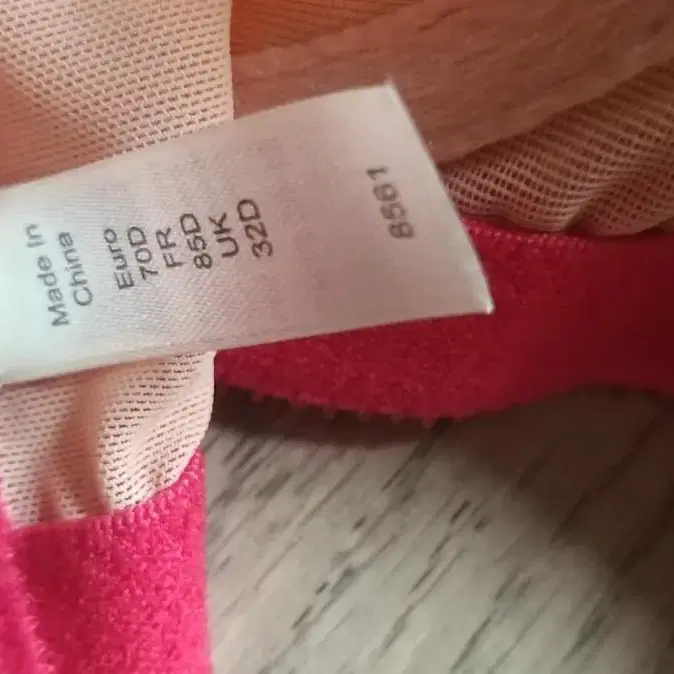 Made In
China
Euro
70D
FR
85D
UK
32D
8561